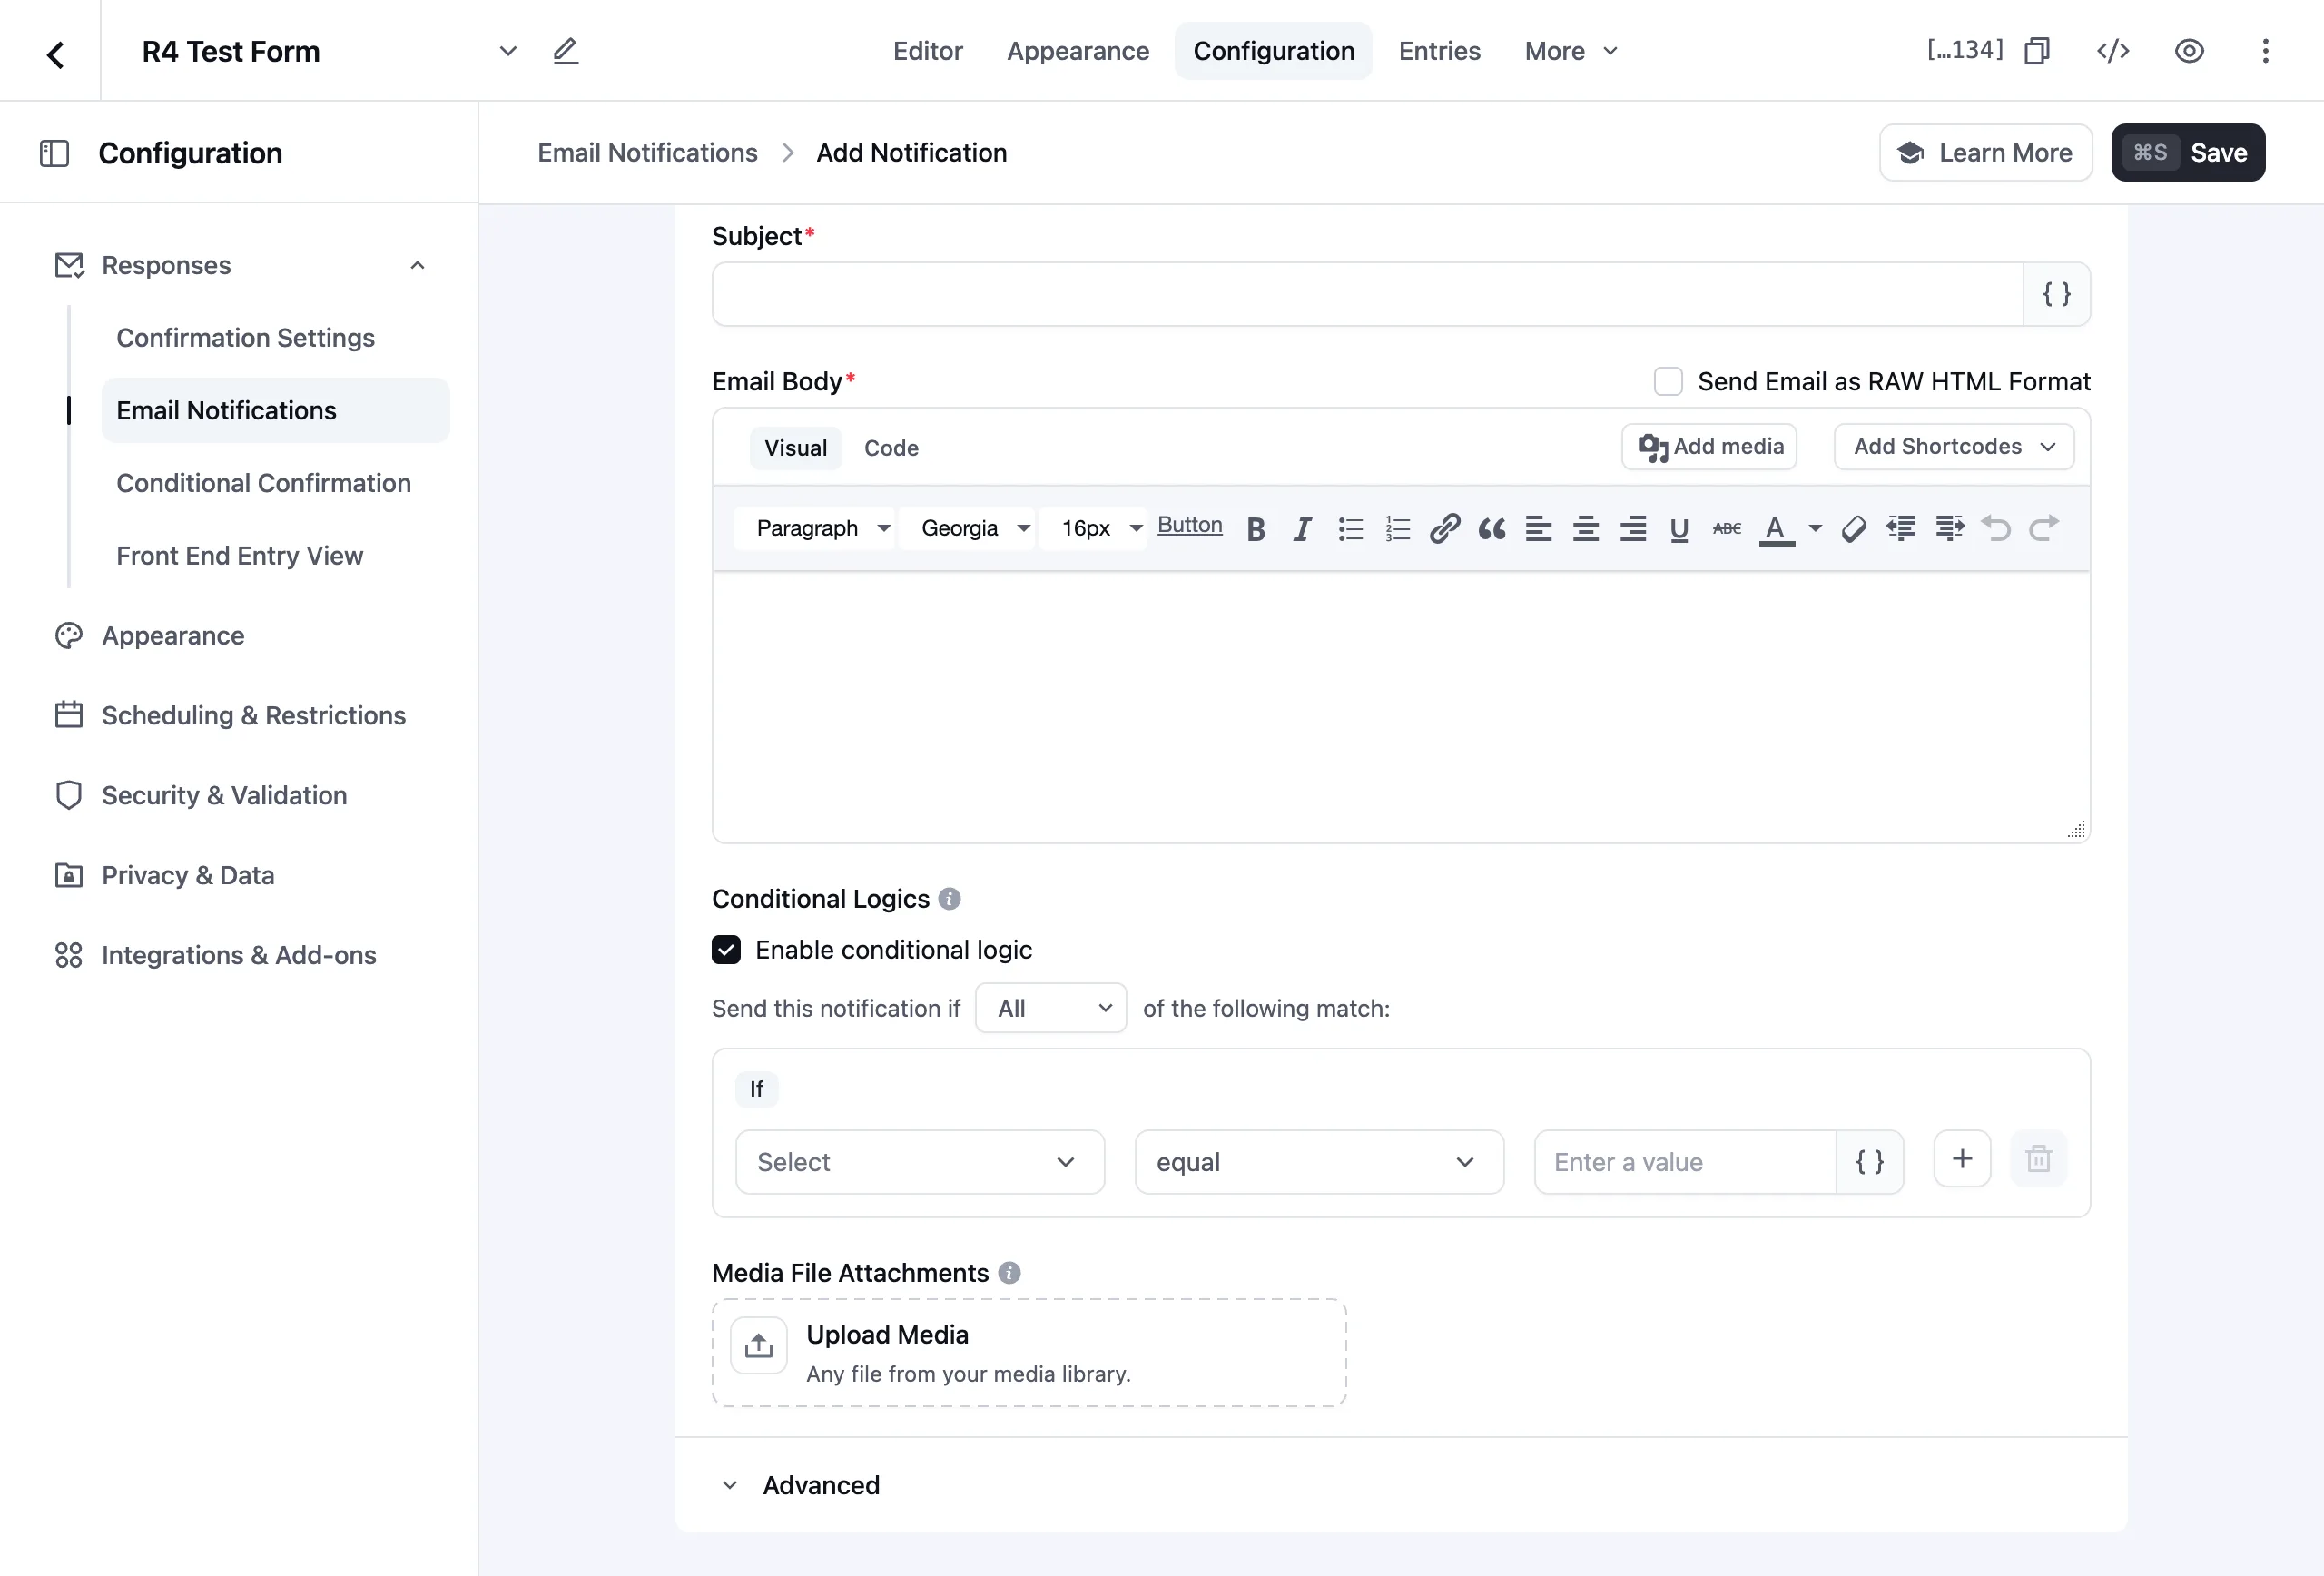 R4 Test Form
Editor
Appearance
Configuration
Entries
More
[...134]
Configuration
Email Notifications > Add Notification
Learn More
⌘S Save
Responses
Confirmation Settings
Email Notifications
Conditional Confirmation
Front End Entry View
Appearance
Scheduling & Restrictions
Security & Validation
Privacy & Data
Integrations & Add-ons
Subject*
{ }
Email Body*
Send Email as RAW HTML Format
Visual
Code
Add media
Add Shortcodes
Paragraph
Georgia
16px
Button
B
I
U
ABC
A
Conditional Logics
Enable conditional logic
Send this notification if All of the following match:
If
Select
equal
Enter a value
{ }
+
Media File Attachments
Upload Media
Any file from your media library.
Advanced